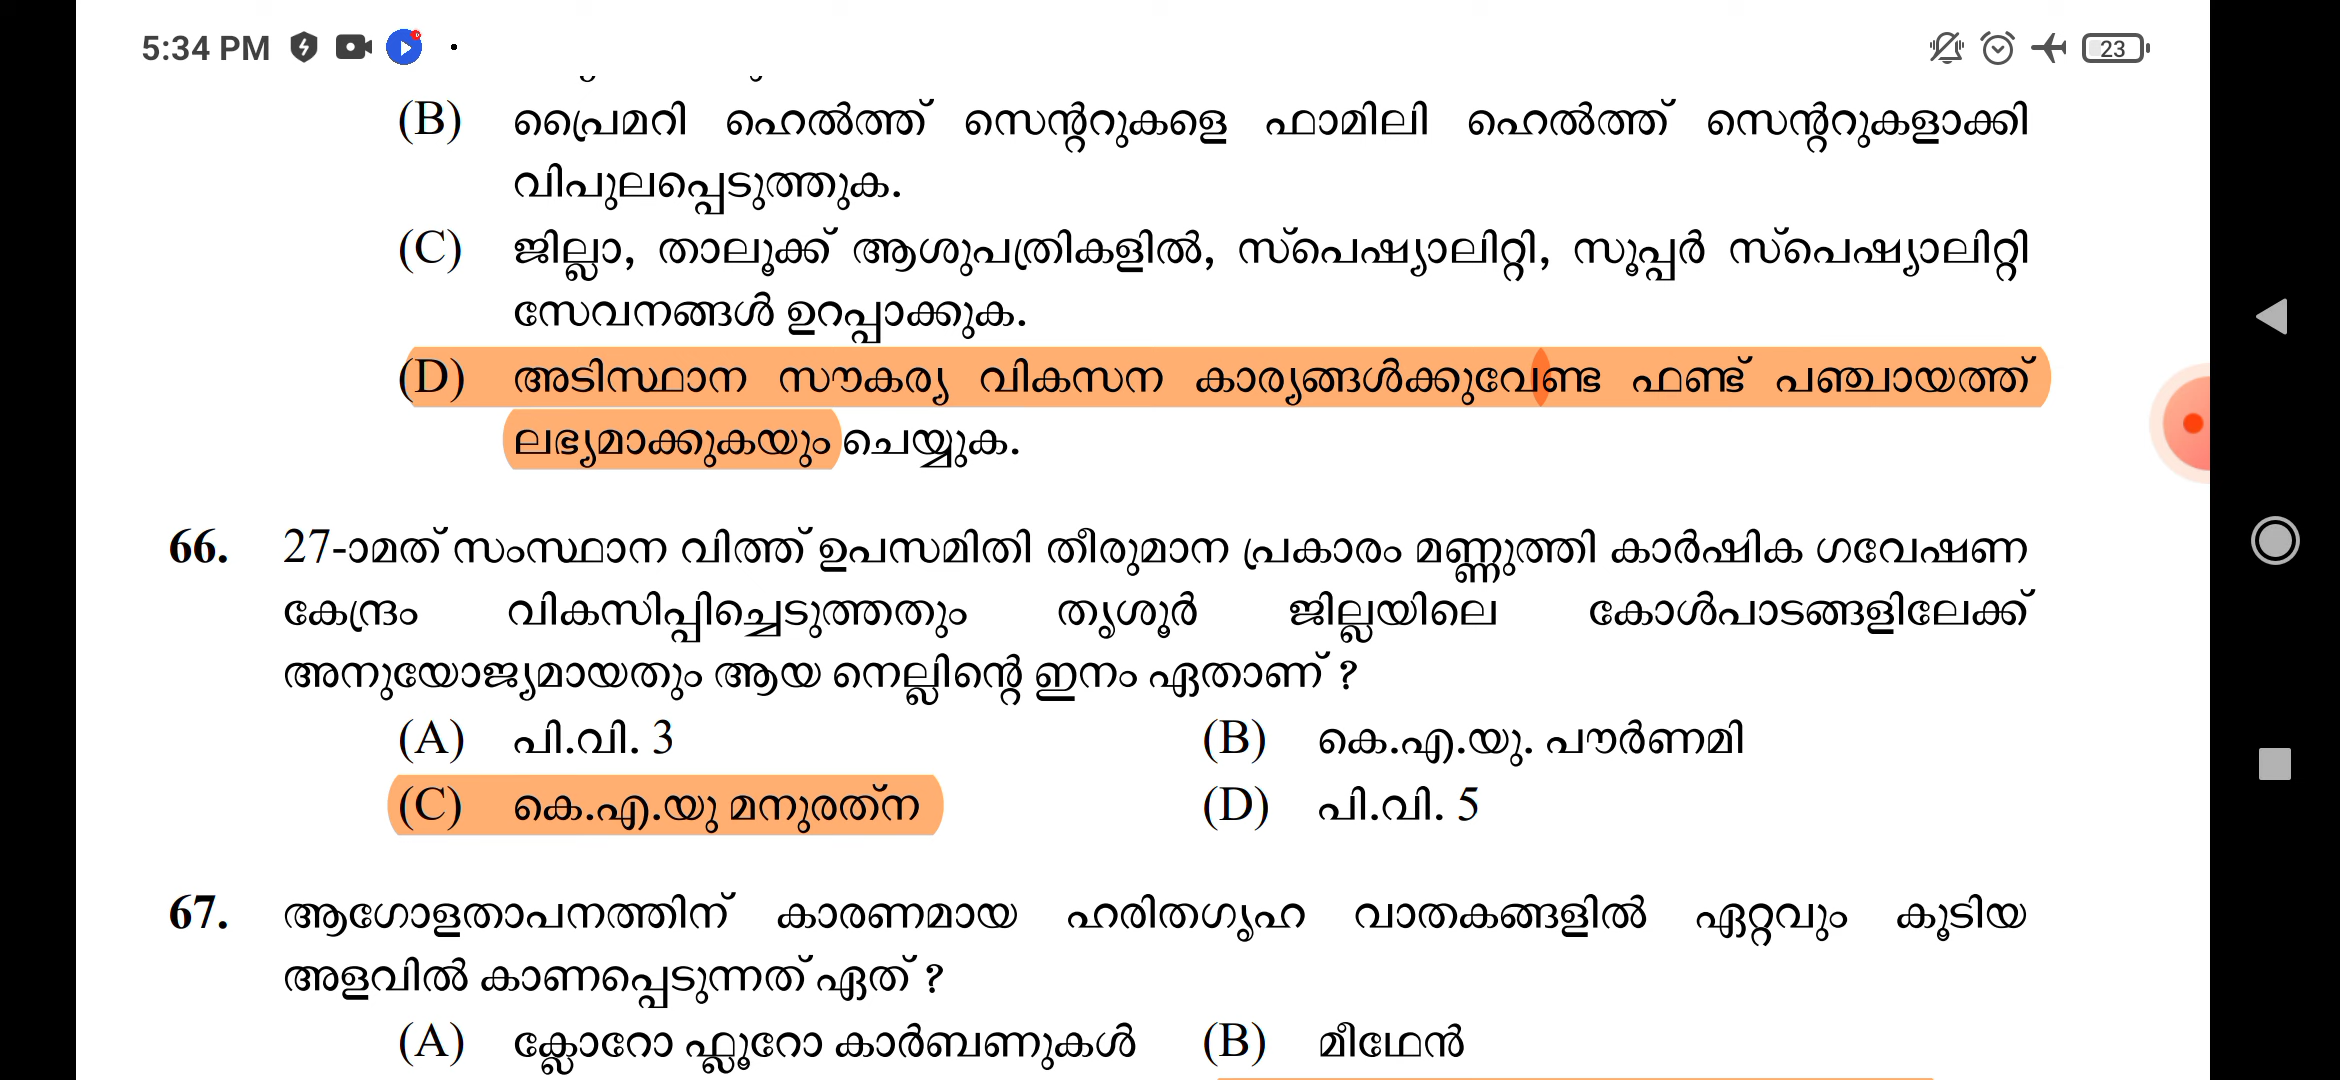 5:34 PM
23
(B) പ്രൈമറി ഹെൽത്ത് സെന്ററുകളെ ഫാമിലി ഹെൽത്ത് സെന്ററുകളാക്കി
വിപുലപ്പെടുത്തുക.
(C) ജില്ലാ, താലൂക്ക് ആശുപത്രികളിൽ, സ്പെഷ്യാലിറ്റി, സൂപ്പർ സ്പെഷ്യാലിറ്റി
സേവനങ്ങൾ ഉറപ്പാക്കുക.
(D) അടിസ്ഥാന സൗകര്യ വികസന കാര്യങ്ങൾക്കുവേണ്ട ഫണ്ട് പഞ്ചായത്ത്
ലഭ്യമാക്കുകയും ചെയ്യുക.
66. 27-ാമത് സംസ്ഥാന വിത്ത് ഉപസമിതി തീരുമാന പ്രകാരം മണ്ണുത്തി കാർഷിക ഗവേഷണ
കേന്ദ്രം വികസിപ്പിച്ചെടുത്തതും തൃശൂർ ജില്ലയിലെ കോൾപാടങ്ങളിലേക്ക്
അനുയോജ്യമായതും ആയ നെല്ലിന്റെ ഇനം ഏതാണ് ?
(A) പി.വി. 3 (B) കെ.എ.യു. പൗർണമി
(C) കെ.എ.യു മനുരത്ന (D) പി.വി. 5
67. ആഗോളതാപനത്തിന് കാരണമായ ഹരിതഗൃഹ വാതകങ്ങളിൽ ഏറ്റവും കൂടിയ
അളവിൽ കാണപ്പെടുന്നത് ഏത് ?
(A) ക്ലോറോ ഫ്ലൂറോ കാർബണുകൾ (B) മീഥേൻ